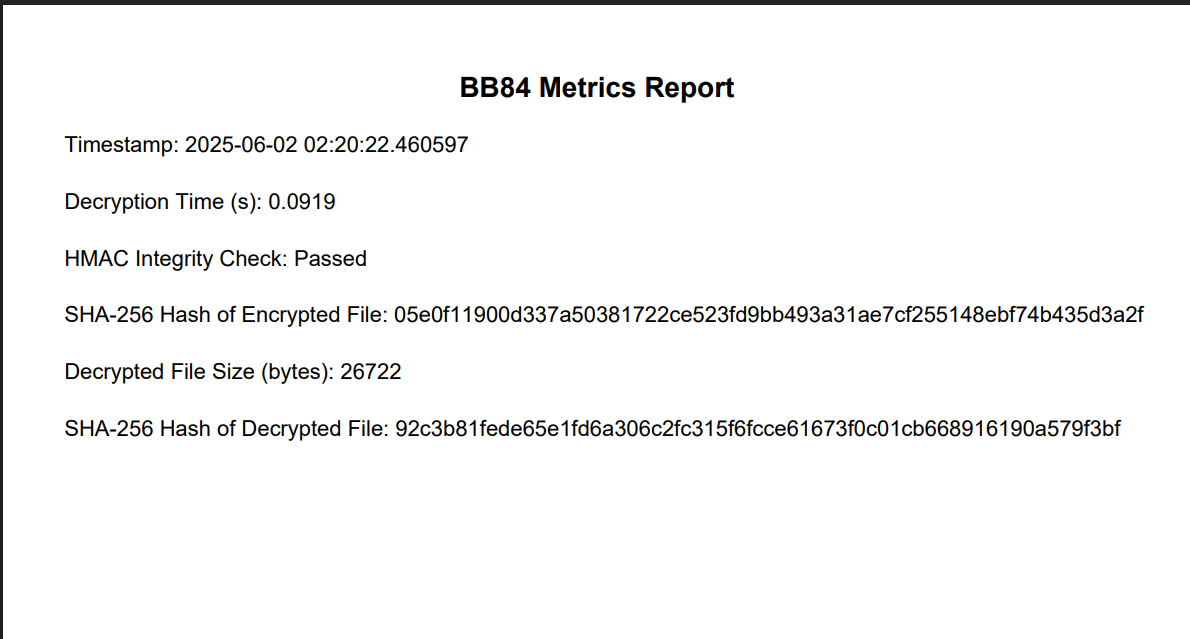 BB84 Metrics Report
Timestamp: 2025-06-02 02:20:22.460597
Decryption Time (s): 0.0919
HMAC Integrity Check: Passed
SHA-256 Hash of Encrypted File: 05e0f11900d337a50381722ce523fd9bb493a31ae7cf255148ebf74b435d3a2f
Decrypted File Size (bytes): 26722
SHA-256 Hash of Decrypted File: 92c3b81fede65e1fd6a306c2fc315f6fcce61673f0c01cb668916190a579f3bf